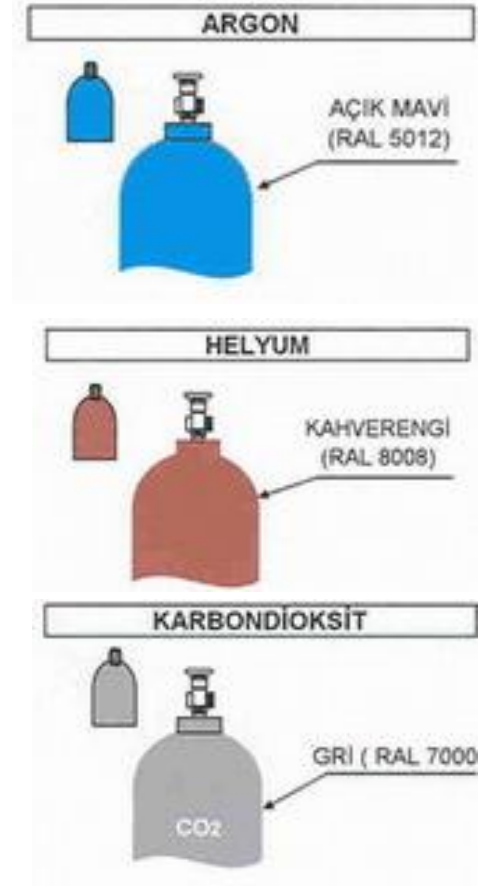 ARGON
AÇIK MAVİ
(RAL 5012)
HELYUM
KAHVERENGİ
(RAL 8008)
KARBONDİOKSİT
GRİ ( RAL 7000
CO2